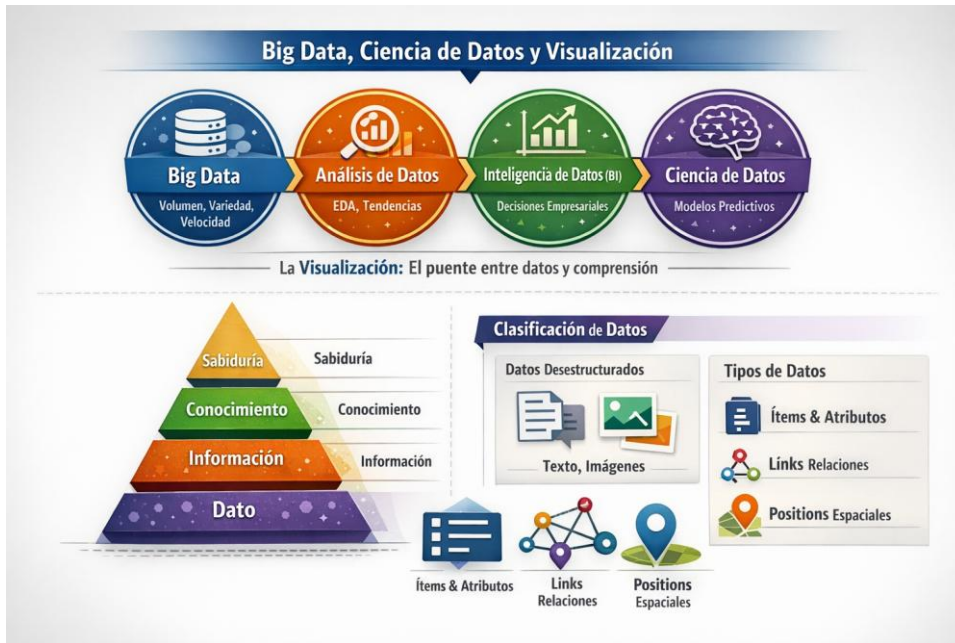 Big Data, Ciencia de Datos y Visualización
Big Data
Volumen, Variedad,
Velocidad
Análisis de Datos
EDA, Tendencias
Inteligencia de Datos (BI)
Decisiones Empresariales
Ciencia de Datos
Modelos Predictivos
La Visualización: El puente entre datos y comprensión
Sabiduría
Sabiduría
Conocimiento
Conocimiento
Información
Información
Dato
Clasificación de Datos
Datos Desestructurados
Texto, Imágenes
Tipos de Datos
Ítems & Atributos
Links Relaciones
Positions Espaciales
Ítems & Atributos
Links
Relaciones
Positions
Espaciales